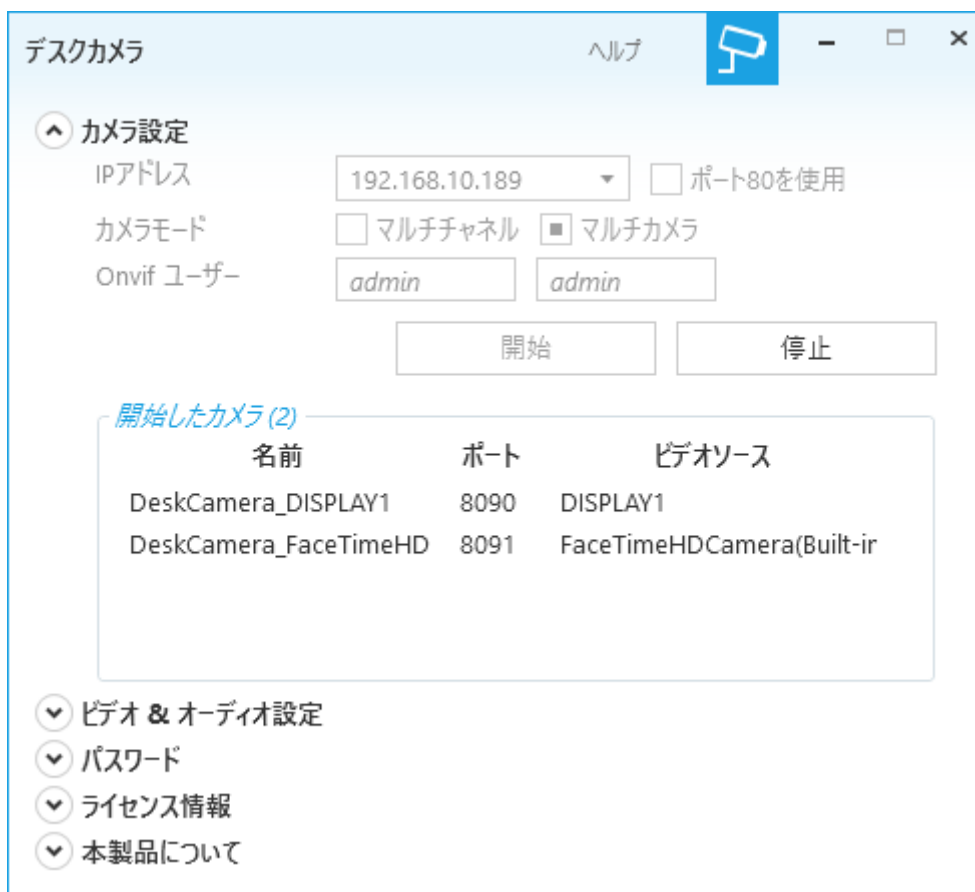 デスクカメラ ヘルプ
カメラ設定
IPアドレス 192.168.10.189 ポート80を使用
カメラモード マルチチャネル マルチカメラ
Onvif ユーザー admin admin
開始 停止
開始したカメラ (2)
名前 ポート ビデオソース
DeskCamera_DISPLAY1 8090 DISPLAY1
DeskCamera_FaceTimeHD 8091 FaceTimeHDCamera(Built-in
ビデオ & オーディオ設定
パスワード
ライセンス情報
本製品について